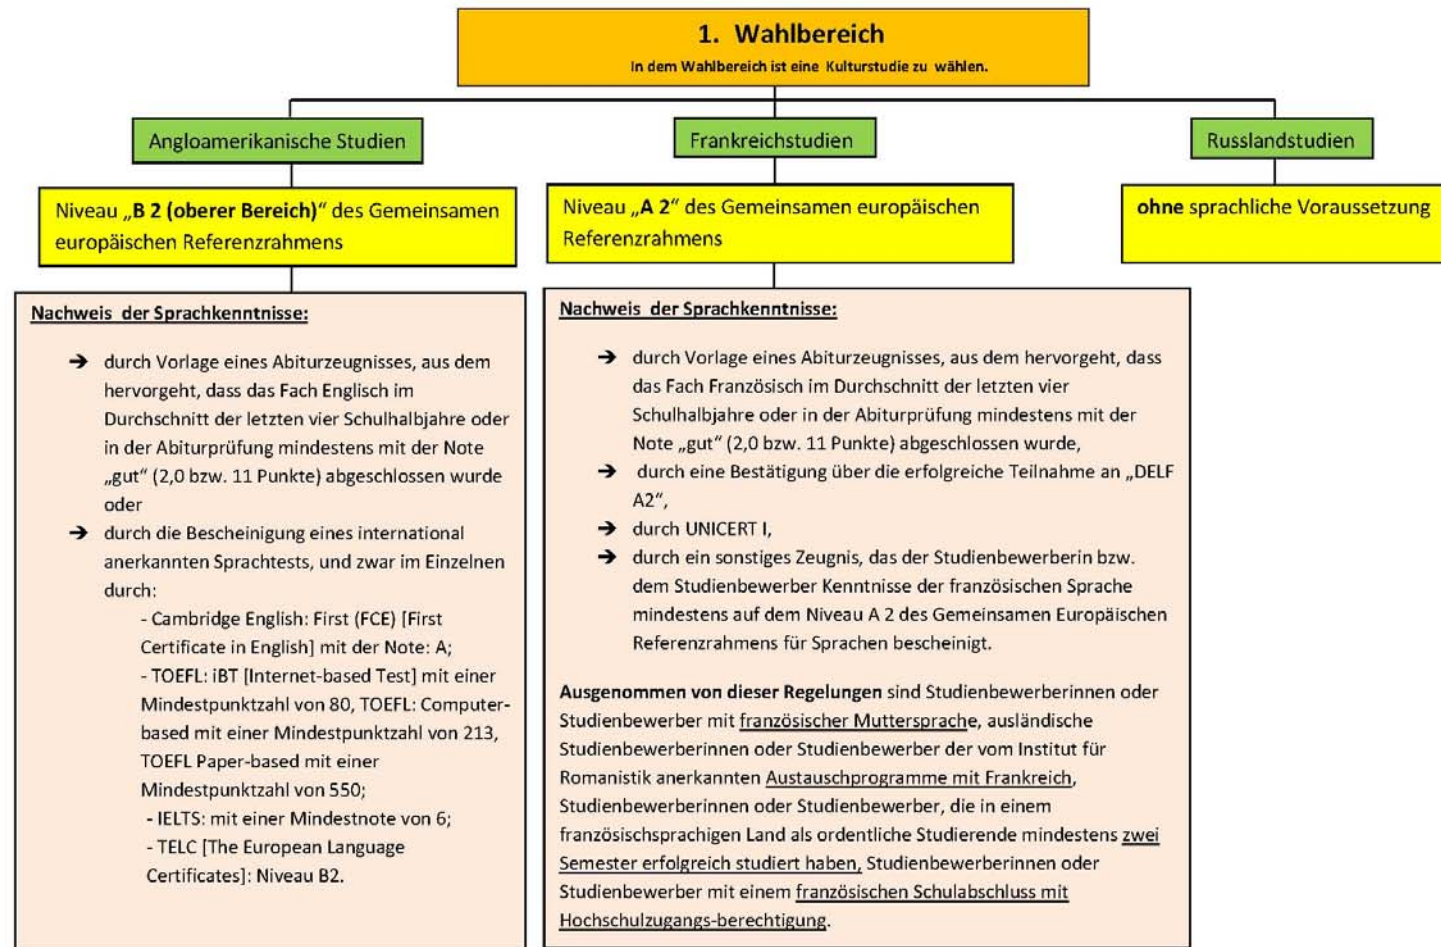 1. Wahlbereich
In dem Wahlbereich ist eine Kulturstudie zu wählen.
Angloamerikanische Studien
Niveau „B 2 (oberer Bereich)“ des Gemeinsamen
europäischen Referenzrahmens
Nachweis der Sprachkenntnisse:
➔ durch Vorlage eines Abiturzeugnisses, aus dem
hervorgeht, dass das Fach Englisch im
Durchschnitt der letzten vier Schulhalbjahre oder
in der Abiturprüfung mindestens mit der Note
„gut“ (2,0 bzw. 11 Punkte) abgeschlossen wurde
oder
➔ durch die Bescheinigung eines international
anerkannten Sprachtests, und zwar im Einzelnen
durch:
- Cambridge English: First (FCE) [First
Certificate in English] mit der Note: A;
- TOEFL: iBT [Internet-based Test] mit einer
Mindestpunktzahl von 80, TOEFL: Computer-
based mit einer Mindestpunktzahl von 213,
TOEFL Paper-based mit einer
Mindestpunktzahl von 550;
- IELTS: mit einer Mindestnote von 6;
- TELC [The European Language
Certificates]: Niveau B2.
Frankreichstudien
Niveau „A 2“ des Gemeinsamen europäischen
Referenzrahmens
Nachweis der Sprachkenntnisse:
➔ durch Vorlage eines Abiturzeugnisses, aus dem hervorgeht, dass
das Fach Französisch im Durchschnitt der letzten vier
Schulhalbjahre oder in der Abiturprüfung mindestens mit der
Note „gut“ (2,0 bzw. 11 Punkte) abgeschlossen wurde,
➔ durch eine Bestätigung über die erfolgreiche Teilnahme an „DELF
A2“,
➔ durch UNICERT I,
➔ durch ein sonstiges Zeugnis, das der Studienbewerberin bzw.
dem Studienbewerber Kenntnisse der französischen Sprache
mindestens auf dem Niveau A 2 des Gemeinsamen Europäischen
Referenzrahmens für Sprachen bescheinigt.
Ausgenommen von dieser Regelungen sind Studienbewerberinnen oder
Studienbewerber mit französischer Muttersprache, ausländische
Studienbewerberinnen oder Studienbewerber der vom Institut für
Romanistik anerkannten Austauschprogramme mit Frankreich,
Studienbewerberinnen oder Studienbewerber, die in einem
französischsprachigen Land als ordentliche Studierende mindestens zwei
Semester erfolgreich studiert haben, Studienbewerberinnen oder
Studienbewerber mit einem französischen Schulabschluss mit
Hochschulzugangs-berechtigung.
Russlandstudien
ohne sprachliche Voraussetzung